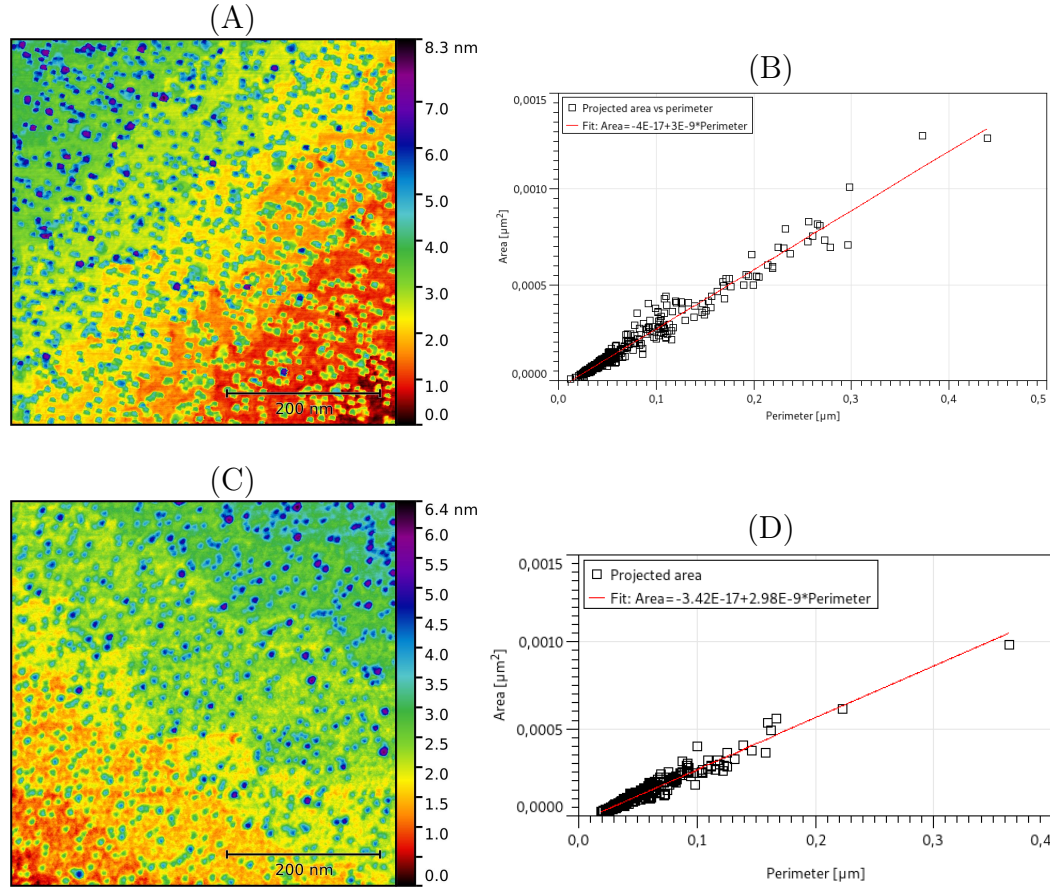 (A)
8.3 nm
7.0
6.0
5.0
4.0
3.0
2.0
1.0
0.0
200 nm
(B)
0,0015
0,0010
0,0005
0,0000
Area [µm²]
Projected area vs perimeter
Fit: Area=-4E-17+3E-9*Perimeter
0,0
0,1
0,2
0,3
0,4
0,5
Perimeter [µm]
(C)
6.4 nm
6.0
5.5
5.0
4.5
4.0
3.5
3.0
2.5
2.0
1.5
1.0
0.0
200 nm
(D)
0,0015
0,0010
0,0005
0,0000
Area [µm²]
Projected area
Fit: Area=-3.42E-17+2.98E-9*Perimeter
0,0
0,1
0,2
0,3
0,4
Perimeter [µm]